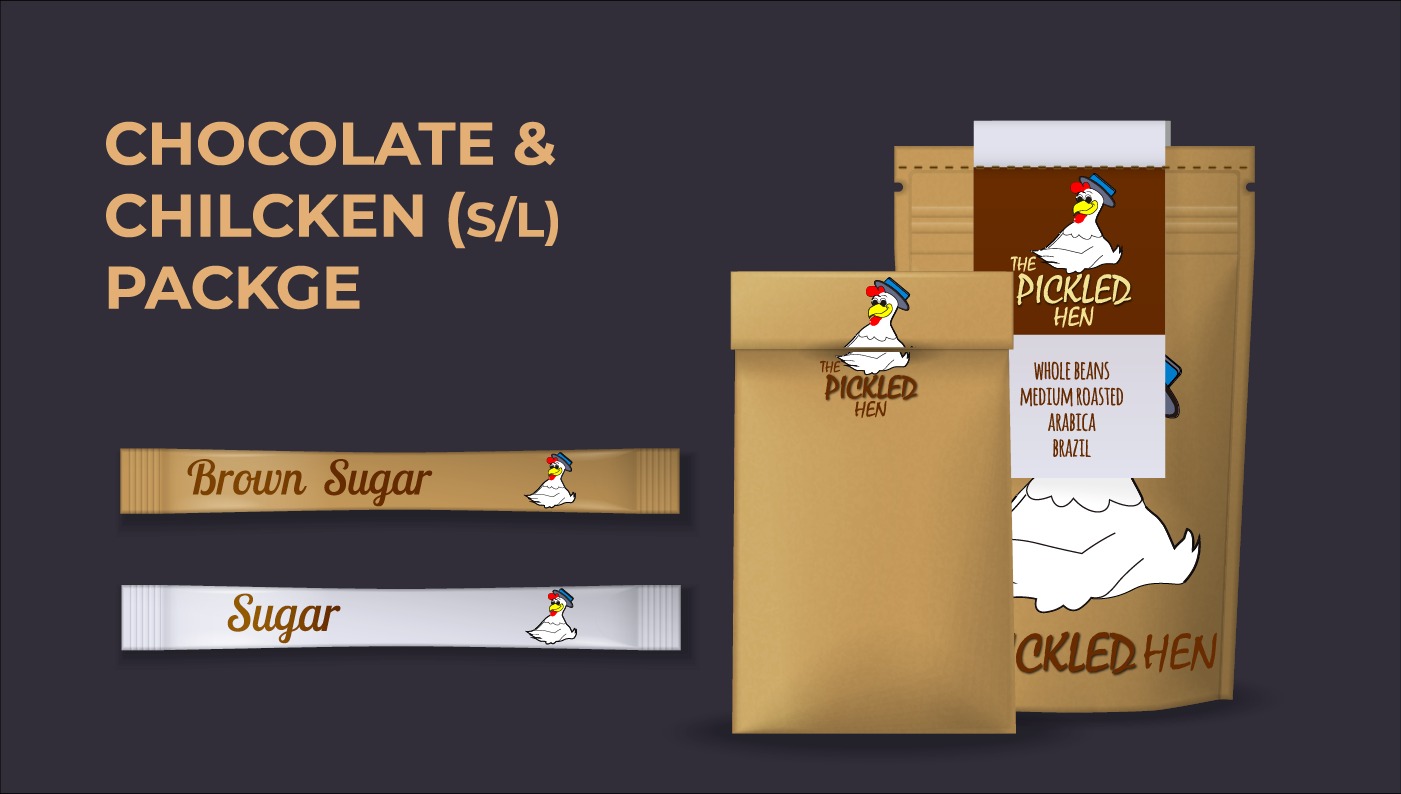 CHOCOLATE &
CHILCKEN (S/L)
PACKGE
Brown Sugar
Sugar
THE
PICKLED
HEN
THE
PICKLED
HEN
WHOLE BEANS
MEDIUM ROASTED
ARABICA
BRAZIL
ICKLED HEN